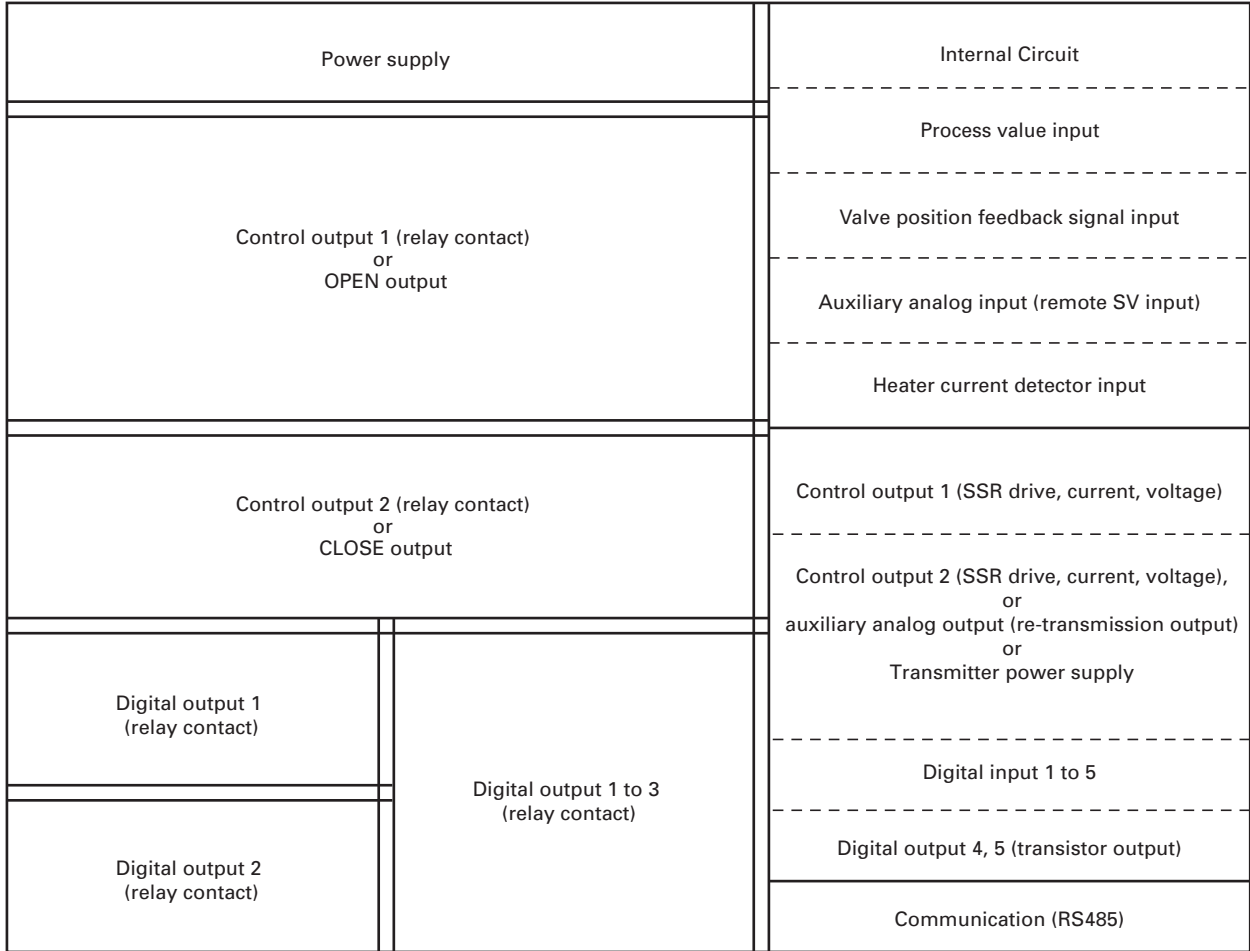 Power supply
Control output 1 (relay contact)
or
OPEN output
Control output 2 (relay contact)
or
CLOSE output
Digital output 1
(relay contact)
Digital output 2
(relay contact)
Digital output 1 to 3
(relay contact)
Internal Circuit
Process value input
Valve position feedback signal input
Auxiliary analog input (remote SV input)
Heater current detector input
Control output 1 (SSR drive, current, voltage)
Control output 2 (SSR drive, current, voltage),
or
auxiliary analog output (re-transmission output)
or
Transmitter power supply
Digital input 1 to 5
Digital output 4, 5 (transistor output)
Communication (RS485)